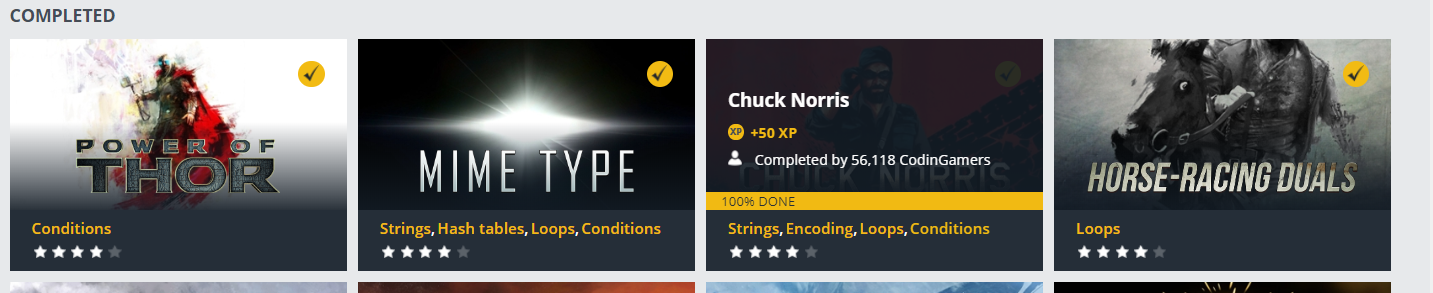 COMPLETED
POWER OF
THOR
Conditions
MIME TYPE
Strings, Hash tables, Loops, Conditions
Chuck Norris
XP +50 XP
Completed by 56,118 CodinGamers
CHUCK NORRIS
100% DONE
Strings, Encoding, Loops, Conditions
HORSE-RACING DUALS
Loops